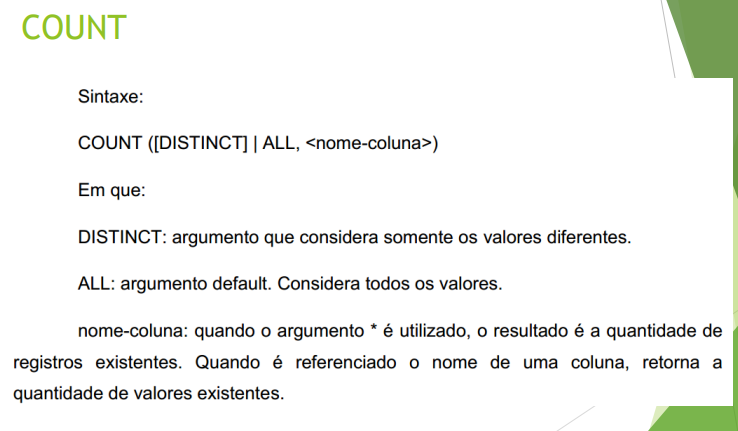 COUNT
Sintaxe:
COUNT ([DISTINCT] | ALL, <nome-coluna>)
Em que:
DISTINCT: argumento que considera somente os valores diferentes.
ALL: argumento default. Considera todos os valores.
nome-coluna: quando o argumento * é utilizado, o resultado é a quantidade de
registros existentes. Quando é referenciado o nome de uma coluna, retorna a
quantidade de valores existentes.